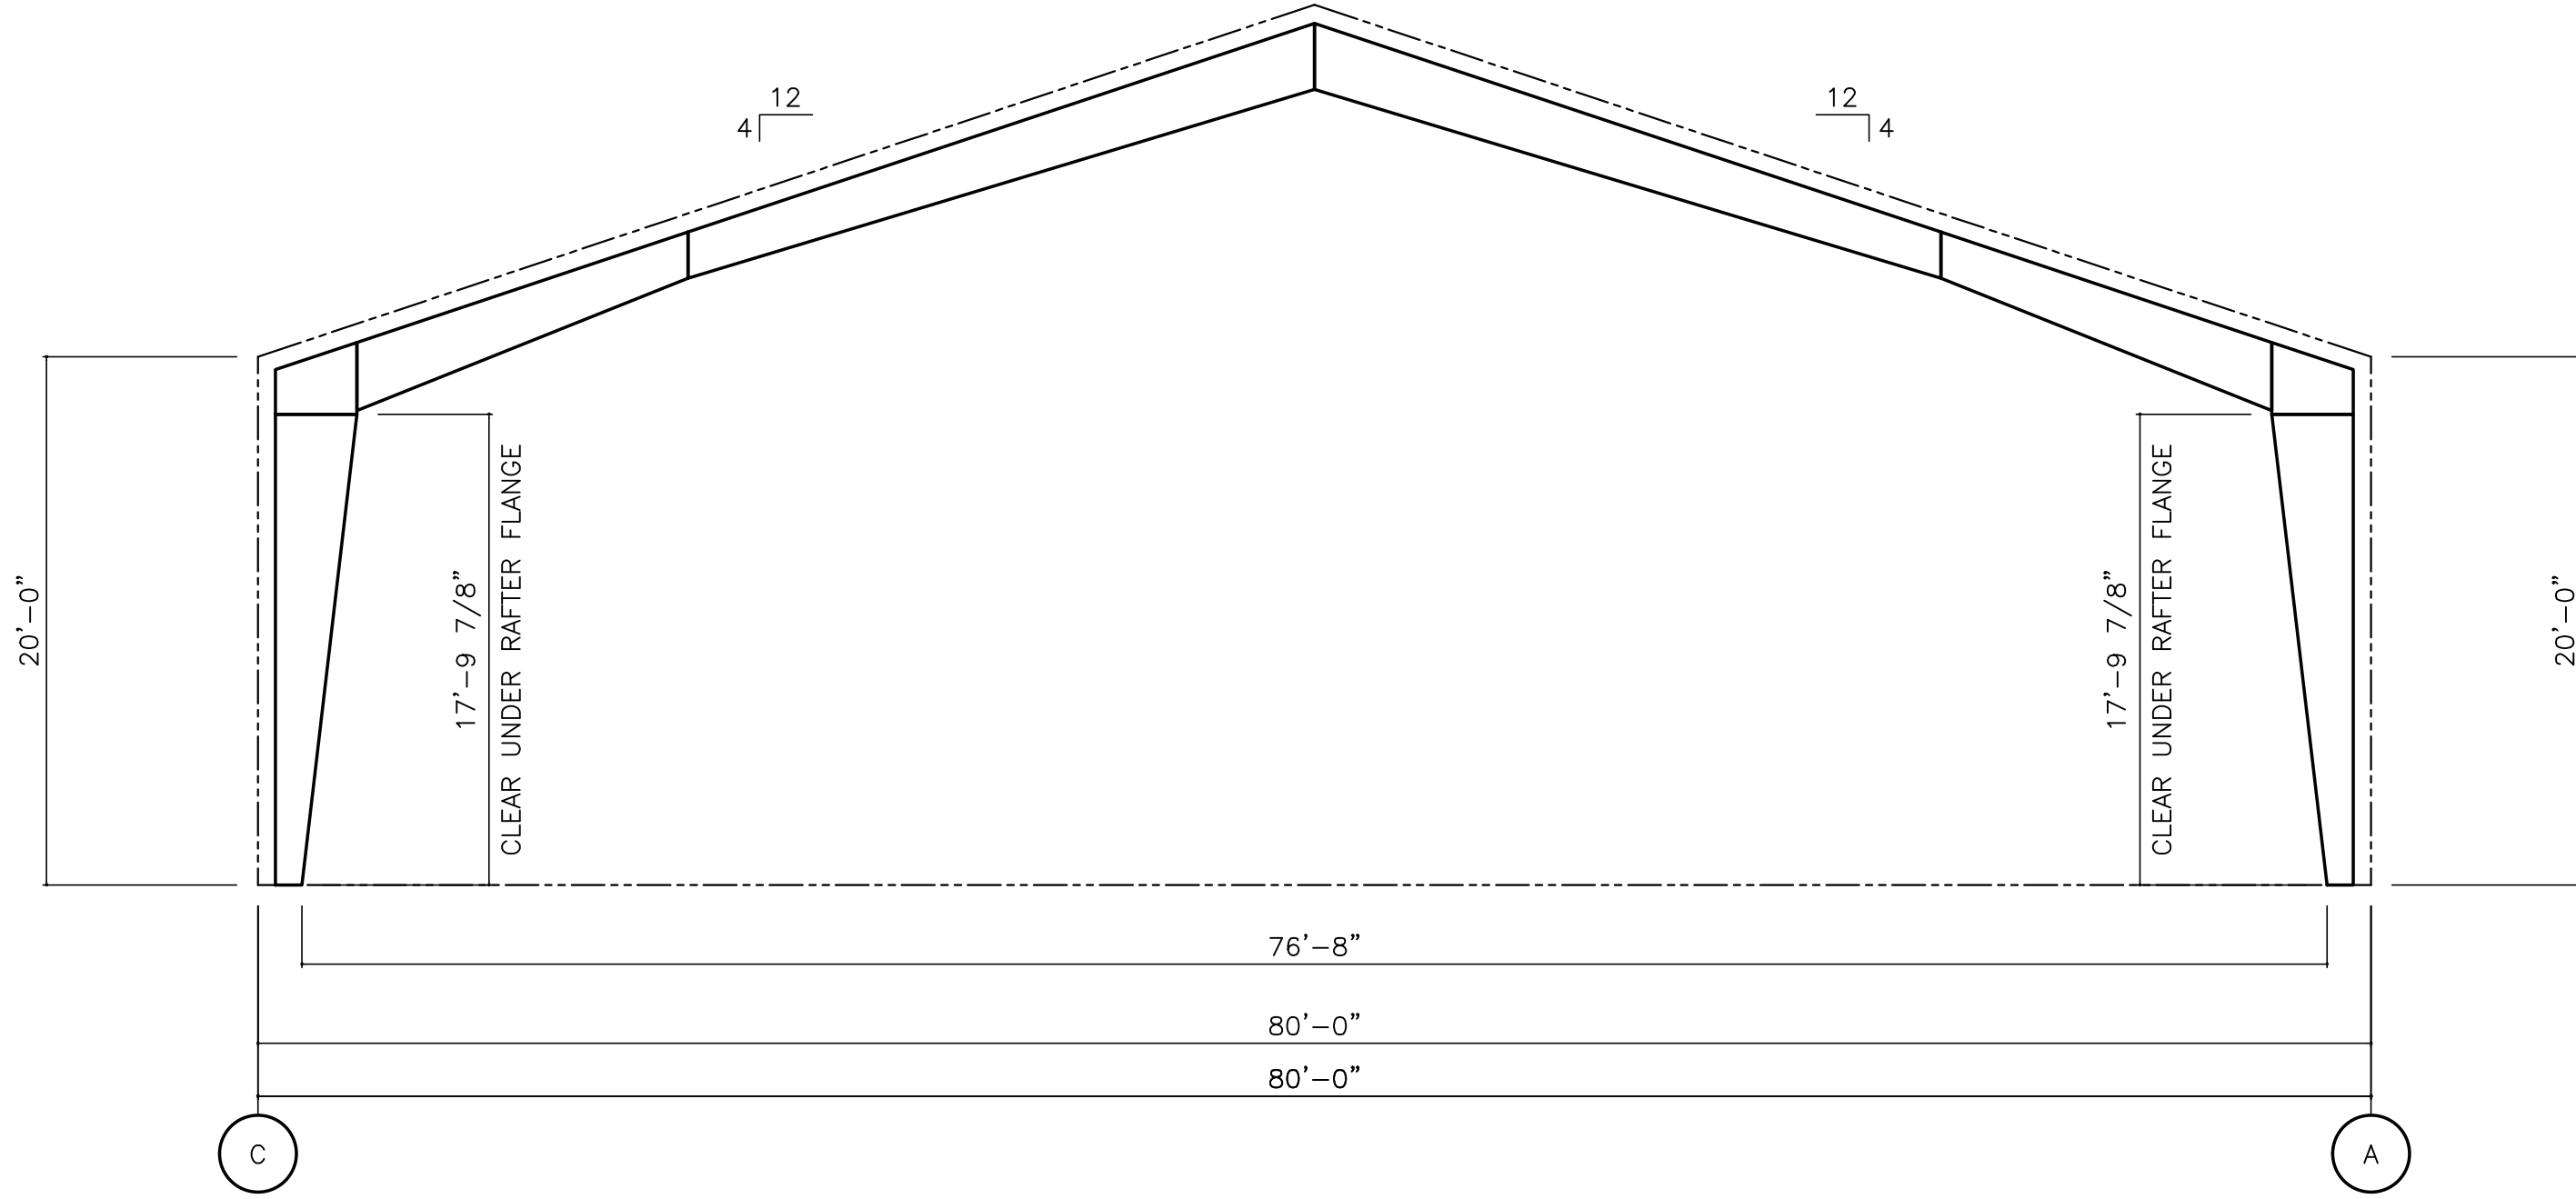 12
4
12
4
20'-0"
17'-9 7/8"
CLEAR UNDER RAFTER FLANGE
17'-9 7/8"
CLEAR UNDER RAFTER FLANGE
20'-0"
76'-8"
80'-0"
80'-0"
C
A